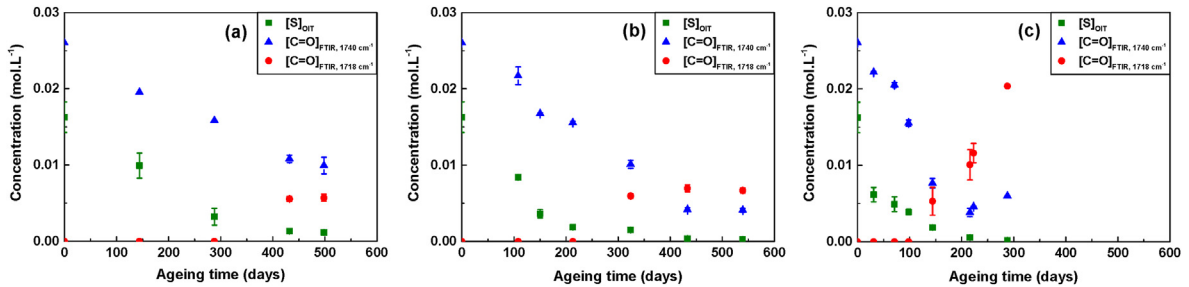 (a)
[S]OIT
[C=O]FTIR, 1740 cm⁻¹
[C=O]FTIR, 1718 cm⁻¹
Concentration (mol.L⁻¹)
0.03
0.02
0.01
0.00
0 100 200 300 400 500 600
Ageing time (days)
(b)
[S]OIT
[C=O]FTIR, 1740 cm⁻¹
[C=O]FTIR, 1718 cm⁻¹
Concentration (mol.L⁻¹)
0.03
0.02
0.01
0.00
0 100 200 300 400 500 600
Ageing time (days)
(c)
[S]OIT
[C=O]FTIR, 1740 cm⁻¹
[C=O]FTIR, 1718 cm⁻¹
Concentration (mol.L⁻¹)
0.03
0.02
0.01
0.00
0 100 200 300 400 500 600
Ageing time (days)